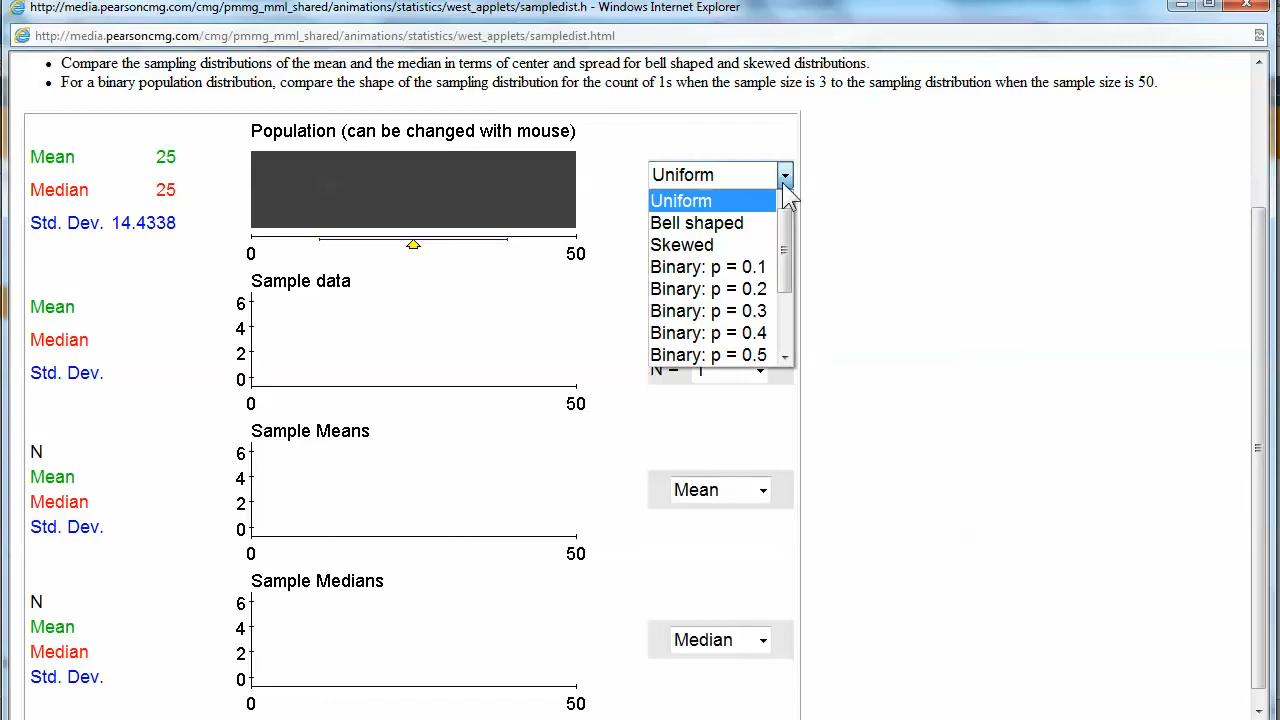 http://media.pearsoncmg.com/cmg/pmmg_mml_shared/animations/statistics/west_applets/sampledist.h - Windows Internet Explorer
http://media.pearsoncmg.com/cmg/pmmg_mml_shared/animations/statistics/west_applets/sampledist.html
• Compare the sampling distributions of the mean and the median in terms of center and spread for bell shaped and skewed distributions.
• For a binary population distribution, compare the shape of the sampling distribution for the count of 1s when the sample size is 3 to the sampling distribution when the sample size is 50.
Population (can be changed with mouse)
Mean 25
Median 25
Std. Dev. 14.4338
0 50
Uniform
Uniform
Bell shaped
Skewed
Binary: p = 0.1
Binary: p = 0.2
Binary: p = 0.3
Binary: p = 0.4
Binary: p = 0.5
N = 1
Sample data
Mean
Median
Std. Dev.
6
4
2
0
0 50
Sample Means
N
Mean
Median
Std. Dev.
6
4
2
0
0 50
Mean
Sample Medians
N
Mean
Median
Std. Dev.
6
4
2
0
0 50
Median